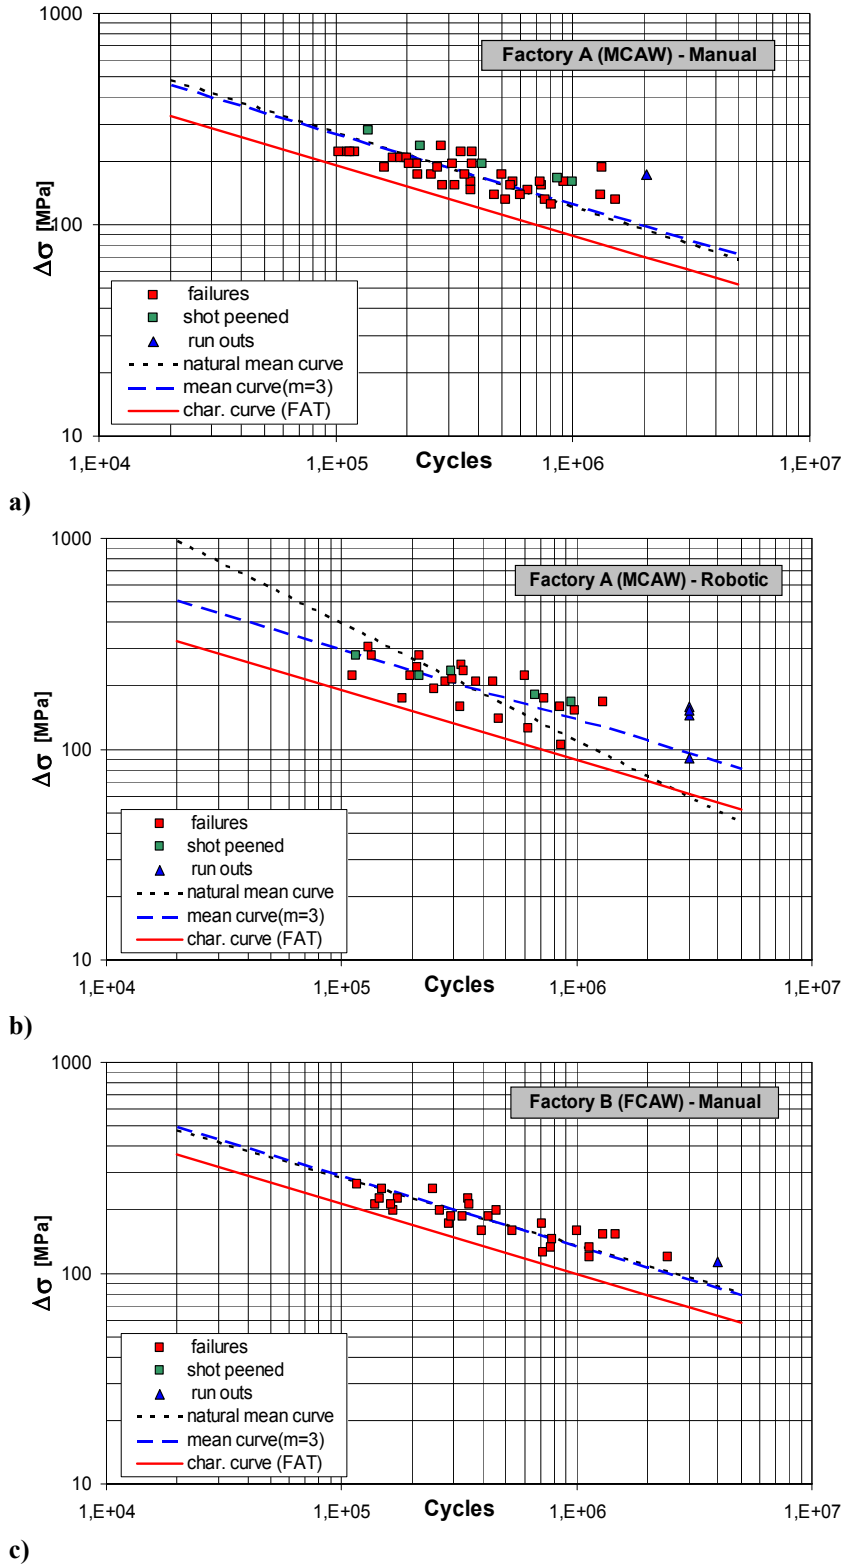 1000
Factory A (MCAW) - Manual
100
Δσ [MPa]
failures
shot peened
run outs
natural mean curve
mean curve(m=3)
char. curve (FAT)
10
1,E+04
1,E+05
Cycles
1,E+06
1,E+07
a)
1000
Factory A (MCAW) - Robotic
100
Δσ [MPa]
failures
shot peened
run outs
natural mean curve
mean curve(m=3)
char. curve (FAT)
10
1,E+04
1,E+05
Cycles
1,E+06
1,E+07
b)
1000
Factory B (FCAW) - Manual
100
Δσ [MPa]
failures
shot peened
run outs
natural mean curve
mean curve(m=3)
char. curve (FAT)
10
1,E+04
1,E+05
Cycles
1,E+06
1,E+07
c)